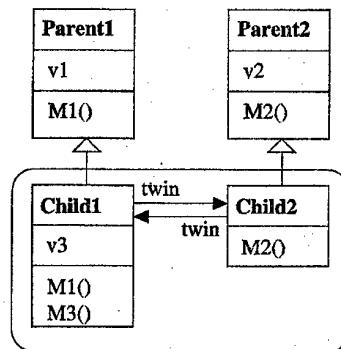 Parent1
v1
M1()
Parent2
v2
M2()
twin
twin
Child1
v3
M1()
M3()
Child2
M2()